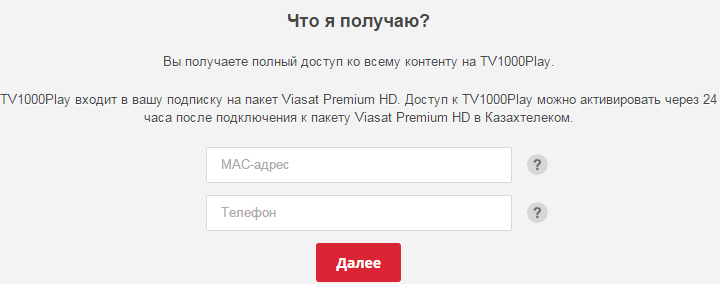 Что я получаю?
Вы получаете полный доступ ко всему контенту на TV1000Play.
TV1000Play входит в вашу подписку на пакет Viasat Premium HD. Доступ к TV1000Play можно активировать через 24
часа после подключения к пакету Viasat Premium HD в Казахтелеком.
MAC-адрес
?
Телефон
?
Далее